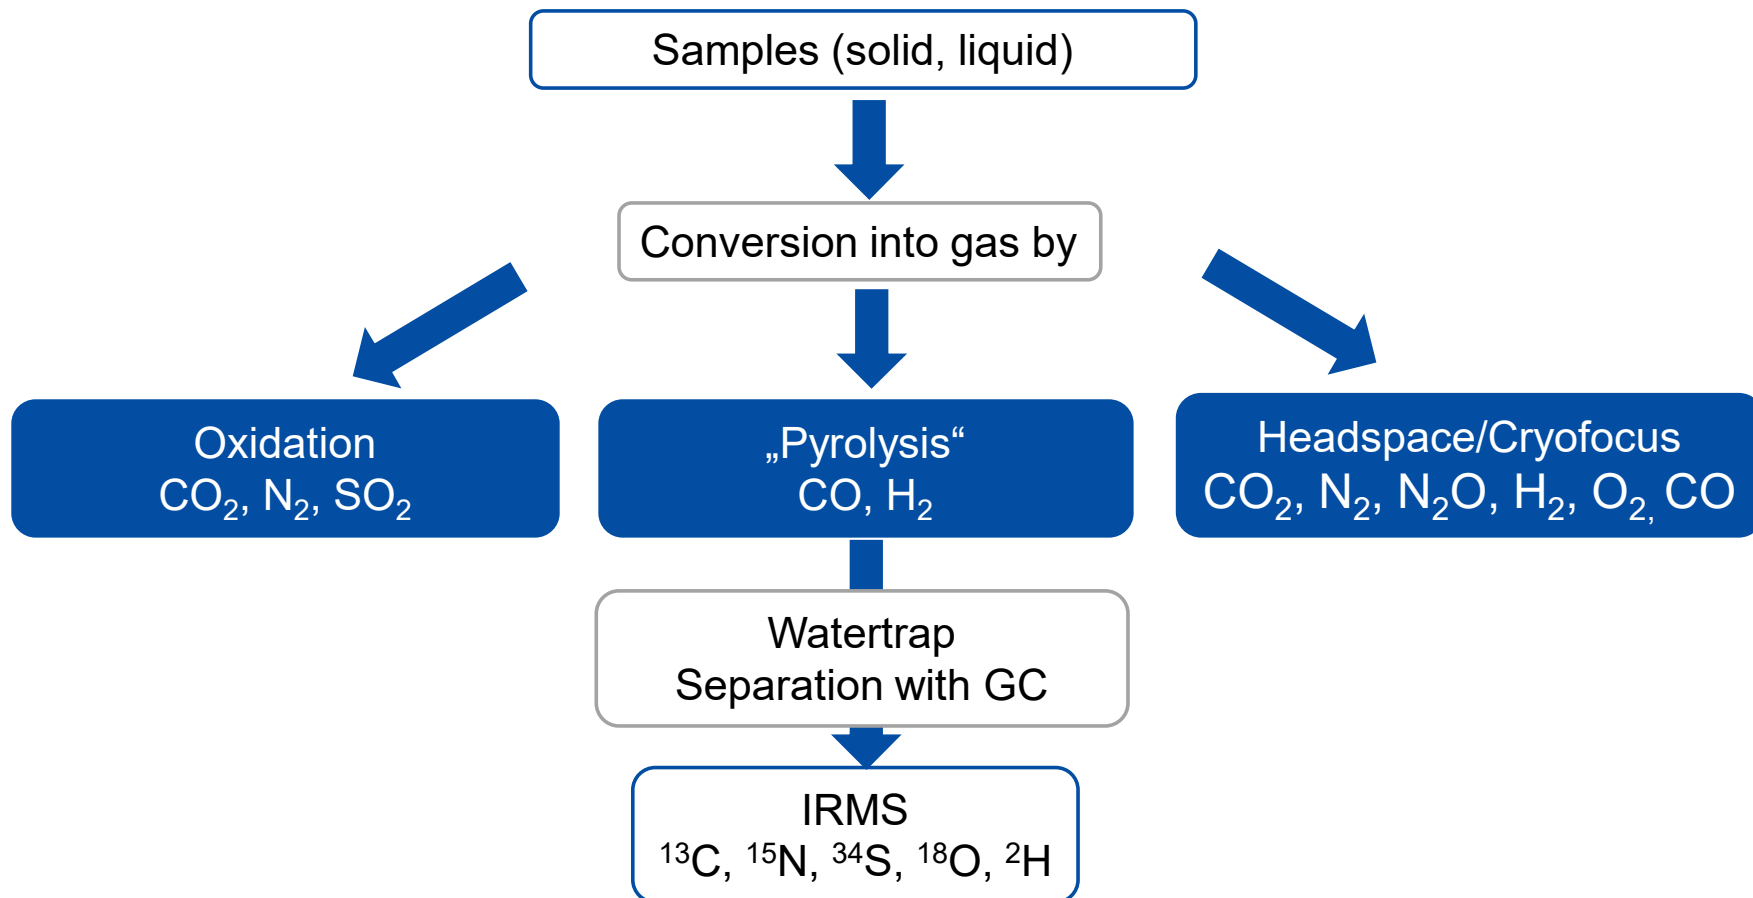 Samples (solid, liquid)
Conversion into gas by
Oxidation
CO₂, N₂, SO₂
„Pyrolysis“
CO, H₂
Headspace/Cryofocus
CO₂, N₂, N₂O, H₂, O₂, CO
Watertrap
Separation with GC
IRMS
¹³C, ¹⁵N, ³⁴S, ¹⁸O, ²H